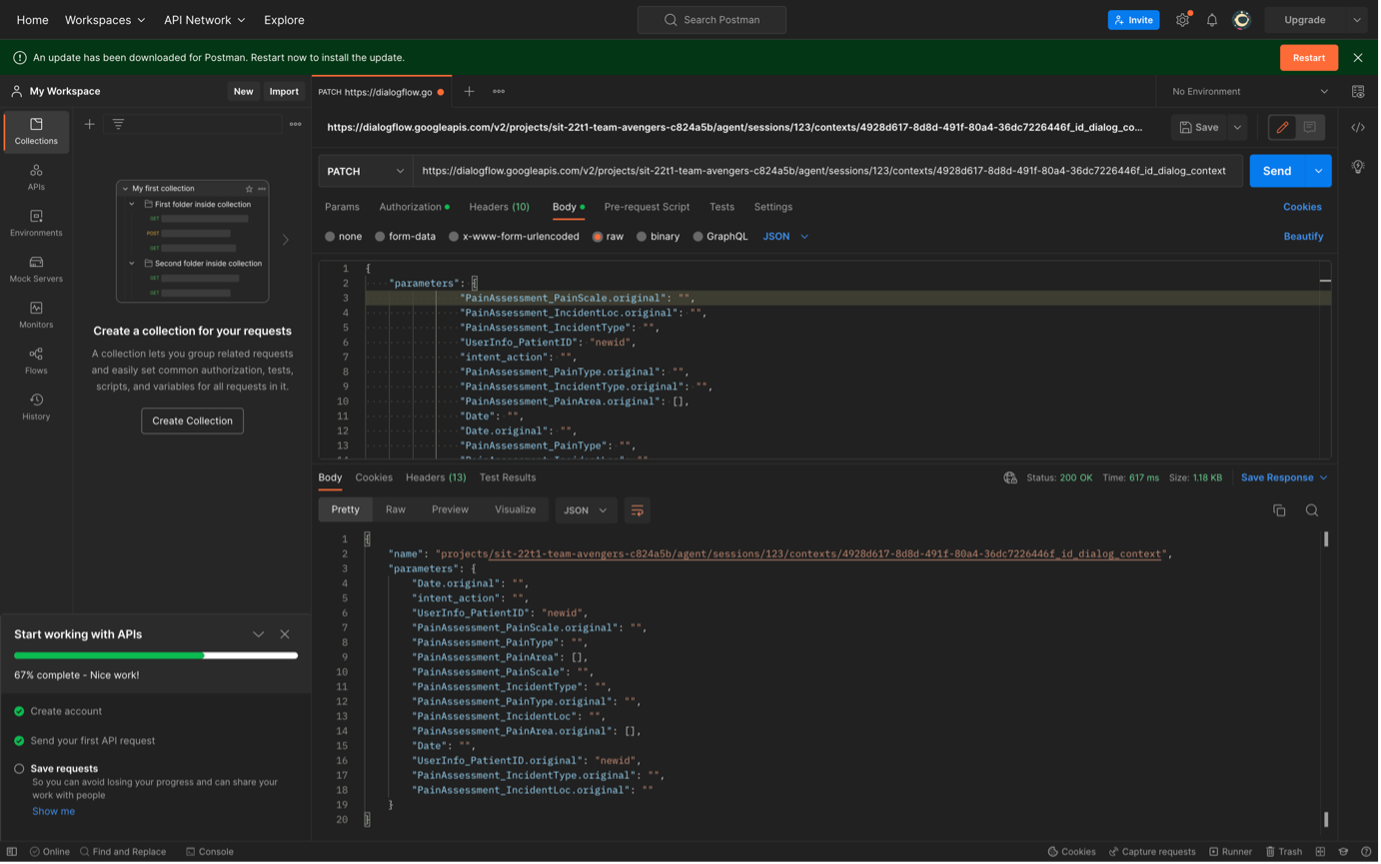 Home Workspaces API Network Explore Search Postman Invite Upgrade
An update has been downloaded for Postman. Restart now to install the update. Restart
My Workspace New Import PATCH https://dialogflow.go No Environment
https://dialogflow.googleapis.com/v2/projects/sit-22t1-team-avengers-c824a5b/agent/sessions/123/contexts/4928d617-8d8d-491f-80a4-36dc7226446f_id_dialog_co... Save
Collections
APIs
Environments
Mock Servers
Monitors
Flows
History
My first collection
First folder inside collection
GET
POST
GET
Second folder inside collection
GET
GET
Create a collection for your requests
A collection lets you group related requests
and easily set common authorization, tests,
scripts, and variables for all requests in it.
Create Collection
PATCH https://dialogflow.googleapis.com/v2/projects/sit-22t1-team-avengers-c824a5b/agent/sessions/123/contexts/4928d617-8d8d-491f-80a4-36dc7226446f_id_dialog_context Send
Params Authorization Headers (10) Body Pre-request Script Tests Settings Cookies
none form-data x-www-form-urlencoded raw binary GraphQL JSON Beautify
1 {
2 "parameters": {
3 "PainAssessment_PainScale.original": "",
4 "PainAssessment_IncidentLoc.original": "",
5 "PainAssessment_IncidentType": "",
6 "UserInfo_PatientID": "newid",
7 "intent_action": "",
8 "PainAssessment_PainType.original": "",
9 "PainAssessment_IncidentType.original": "",
10 "PainAssessment_PainArea.original": [],
11 "Date": "",
12 "Date.original": "",
13 "PainAssessment_PainType": "",
Body Cookies Headers (13) Test Results Status: 200 OK Time: 617 ms Size: 1.18 KB Save Response
Pretty Raw Preview Visualize JSON
1 {
2 "name": "projects/sit-22t1-team-avengers-c824a5b/agent/sessions/123/contexts/4928d617-8d8d-491f-80a4-36dc7226446f_id_dialog_context",
3 "parameters": {
4 "Date.original": "",
5 "intent_action": "",
6 "UserInfo_PatientID": "newid",
7 "PainAssessment_PainScale.original": "",
8 "PainAssessment_PainType": "",
9 "PainAssessment_PainArea": [],
10 "PainAssessment_PainScale": "",
11 "PainAssessment_IncidentType": "",
12 "PainAssessment_PainType.original": "",
13 "PainAssessment_IncidentLoc": "",
14 "PainAssessment_PainArea.original": [],
15 "Date": "",
16 "UserInfo_PatientID.original": "newid",
17 "PainAssessment_IncidentType.original": "",
18 "PainAssessment_IncidentLoc.original": ""
19 }
20 }
Start working with APIs
67% complete - Nice work!
Create account
Send your first API request
Save requests
So you can avoid losing your progress and can share your
work with people
Show me
Online Find and Replace Console Cookies Capture requests Runner Trash